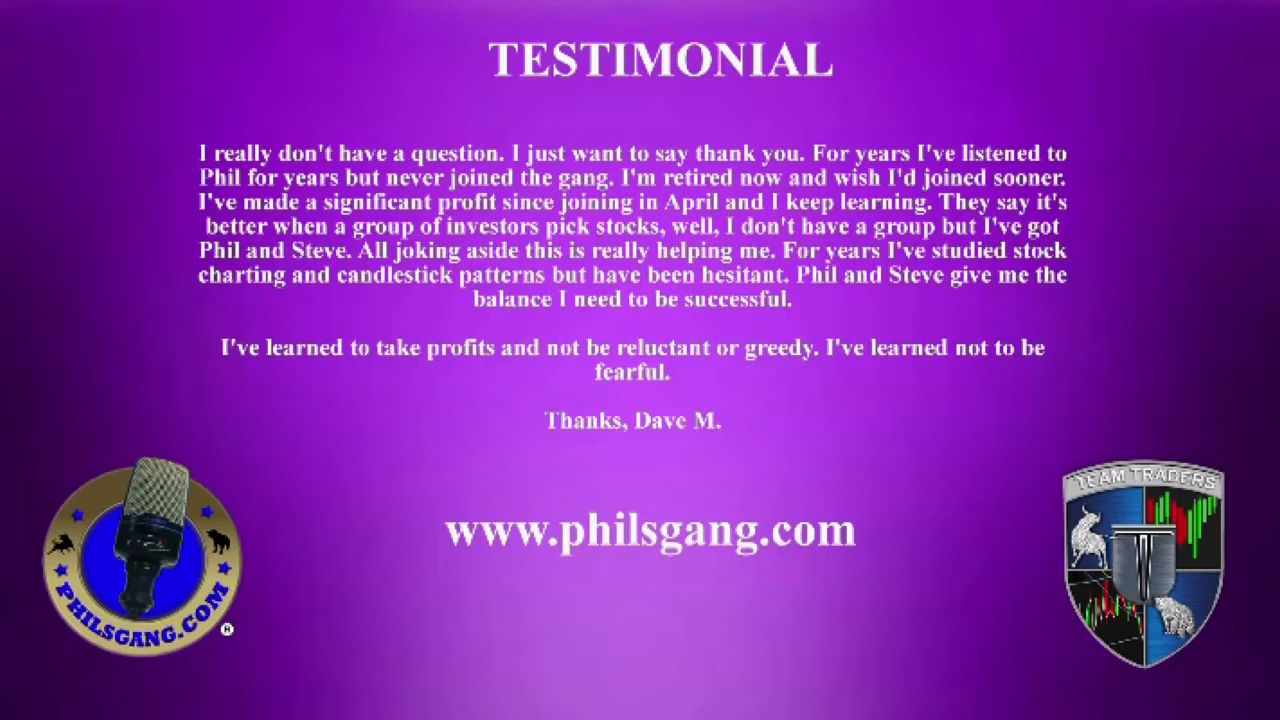 TESTIMONIAL
I really don't have a question. I just want to say thank you. For years I've listened to
Phil for years but never joined the gang. I'm retired now and wish I'd joined sooner.
I've made a significant profit since joining in April and I keep learning. They say it's
better when a group of investors pick stocks, well, I don't have a group but I've got
Phil and Steve. All joking aside this is really helping me. For years I've studied stock
charting and candlestick patterns but have been hesitant. Phil and Steve give me the
balance I need to be successful.
I've learned to take profits and not be reluctant or greedy. I've learned not to be
fearful.
Thanks, Dave M.
www.philsgang.com
PHILSGANG.COM
®
TEAM TRADERS
T